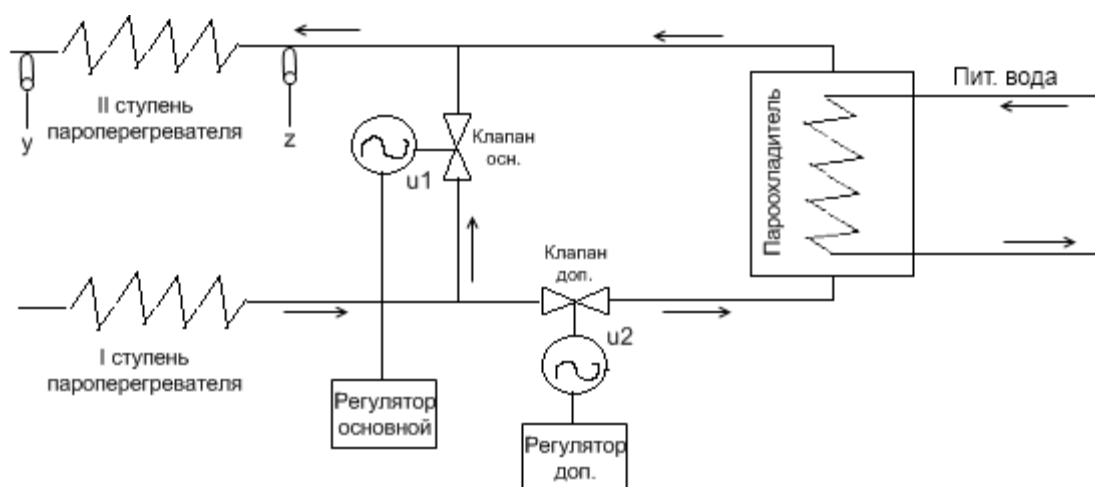 Пит. вода
II ступень
пароперегревателя
y
z
Клапан
осн.
u1
Пароохладитель
Клапан
доп.
u2
I ступень
пароперегревателя
Регулятор
основной
Регулятор
доп.